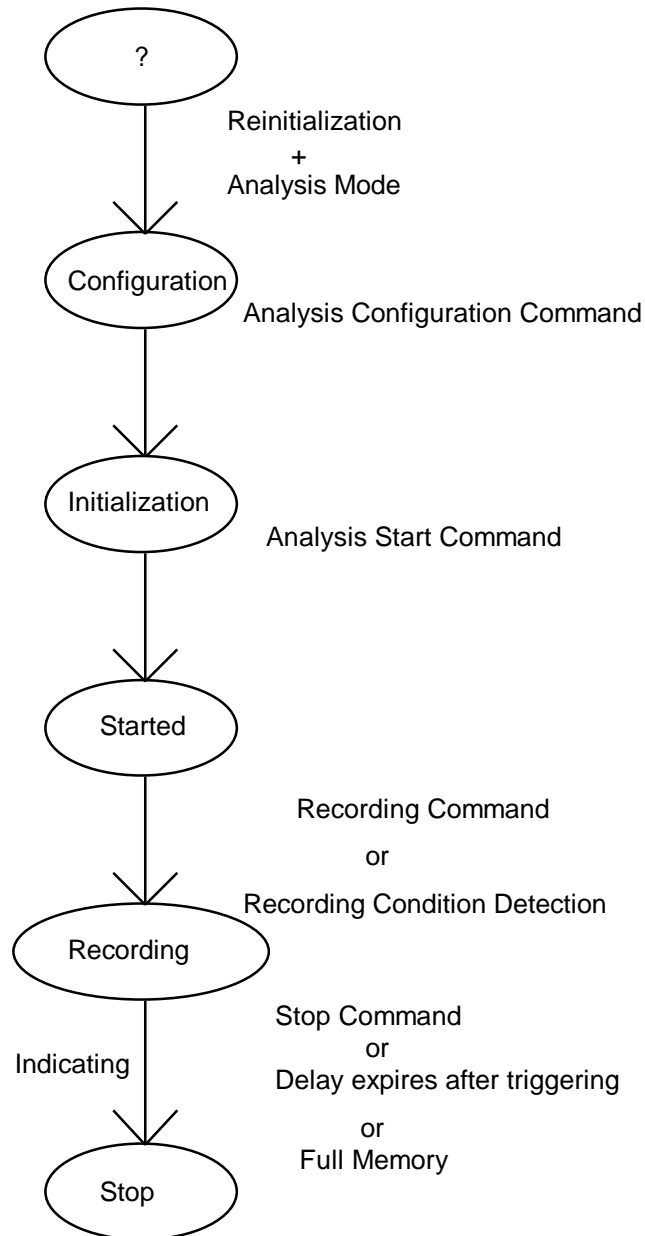 ?
Reinitialization
+
Analysis Mode
Configuration
Analysis Configuration Command
Initialization
Analysis Start Command
Started
Recording Command
or
Recording Condition Detection
Recording
Stop Command
or
Indicating
Delay expires after triggering
or
Full Memory
Stop